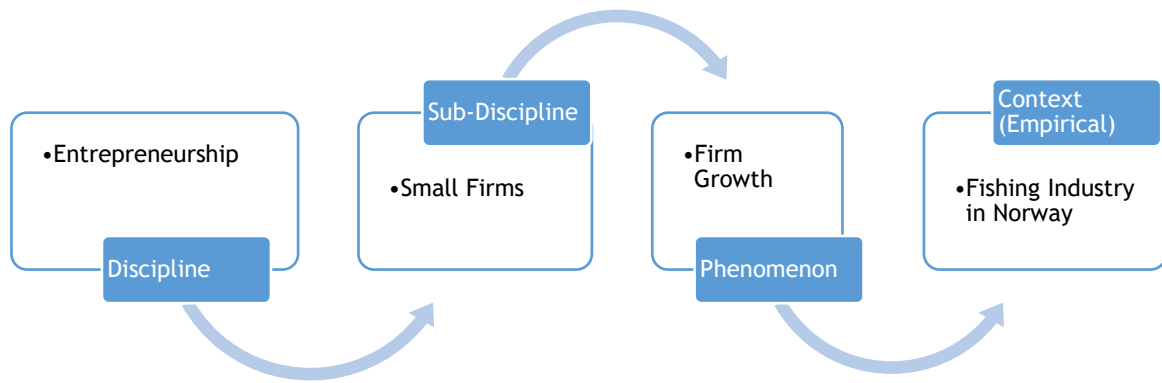 •Entrepreneurship
Discipline
Sub-Discipline
•Small Firms
•Firm
Growth
Phenomenon
Context
(Empirical)
•Fishing Industry
in Norway